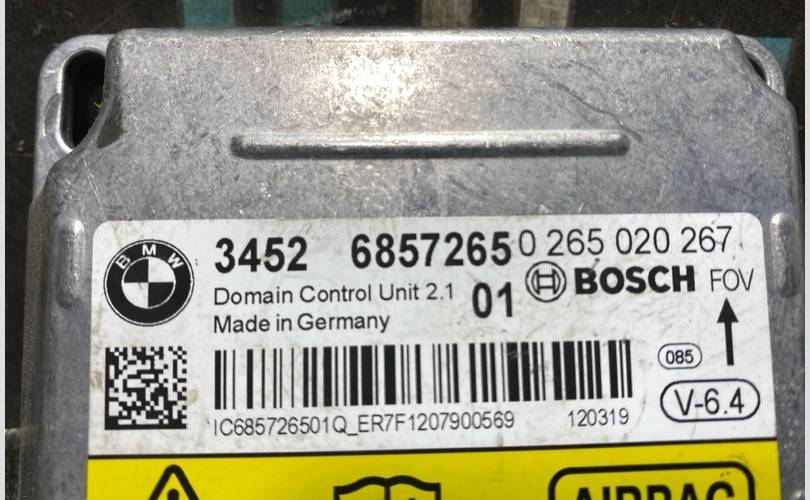 BMW
3452 6857265 0 265 020 267
Domain Control Unit 2.1 01 BOSCH FOV
Made in Germany
085
V-6.4
IC685726501Q_ER7F1207900569 120319
AIRBAG